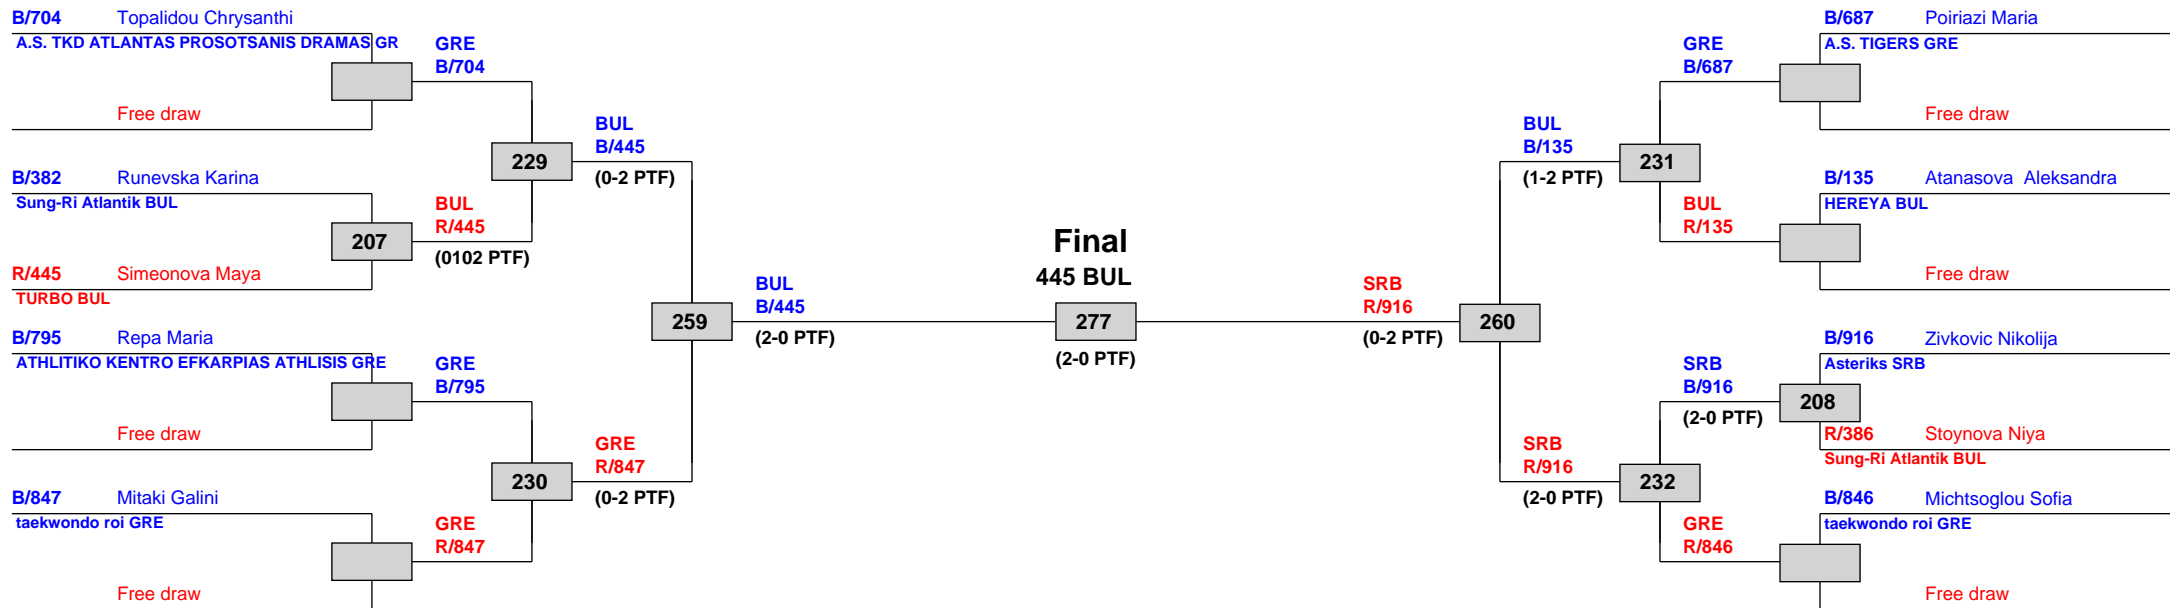 B/704 Topalidou Chrysanthi
A.S. TKD ATLANTAS PROSOTSANIS DRAMAS GR
GRE
B/704
Free draw
B/382 Runevska Karina
Sung-Ri Atlantik BUL
207
BUL
R/445
(0102 PTF)
R/445 Simeonova Maya
TURBO BUL
229
BUL
B/445
(0-2 PTF)
B/795 Repa Maria
ATHLITIKO KENTRO EFKARPIAS ATHLISIS GRE
GRE
B/795
Free draw
B/847 Mitaki Galini
taekwondo roi GRE
GRE
R/847
Free draw
230
GRE
R/847
(0-2 PTF)
259
BUL
B/445
(2-0 PTF)
Final
445 BUL
277
(2-0 PTF)
SRB
R/916
(0-2 PTF)
260
BUL
B/135
(1-2 PTF)
231
GRE
B/687
B/687 Poiriazi Maria
A.S. TIGERS GRE
Free draw
BUL
R/135
B/135 Atanasova Aleksandra
HEREYA BUL
Free draw
SRB
R/916
(2-0 PTF)
232
SRB
B/916
(2-0 PTF)
208
B/916 Zivkovic Nikolija
Asteriks SRB
R/386 Stoynova Niya
Sung-Ri Atlantik BUL
GRE
R/846
B/846 Michtsoglou Sofia
taekwondo roi GRE
Free draw